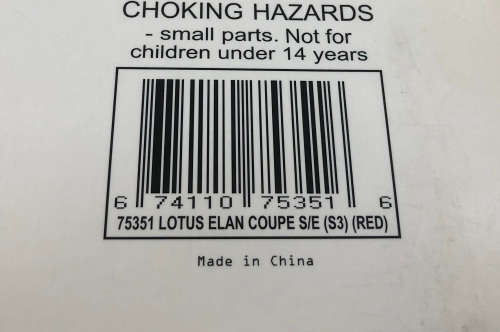 CHOKING HAZARDS
- small parts. Not for
children under 14 years
6 74110 75351 6
75351 LOTUS ELAN COUPE S/E (S3) (RED)
Made in China